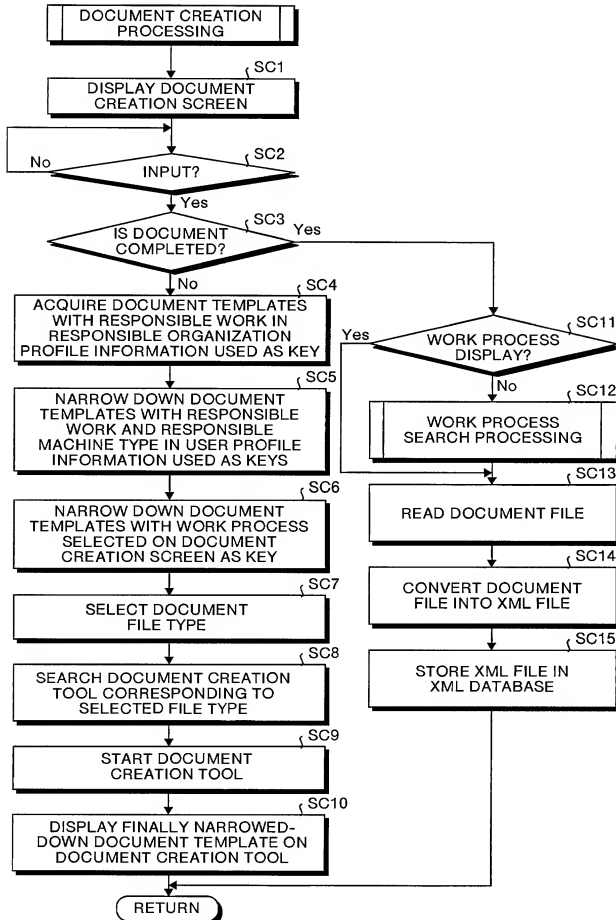 DOCUMENT CREATION
PROCESSING
SC1
DISPLAY DOCUMENT
CREATION SCREEN
SC2
No
INPUT?
Yes
SC3
IS DOCUMENT
COMPLETED?
Yes
No
SC4
ACQUIRE DOCUMENT TEMPLATES
WITH RESPONSIBLE WORK IN
RESPONSIBLE ORGANIZATION
PROFILE INFORMATION USED AS KEY
SC5
NARROW DOWN DOCUMENT
TEMPLATES WITH RESPONSIBLE
WORK AND RESPONSIBLE
MACHINE TYPE IN USER PROFILE
INFORMATION USED AS KEYS
SC6
NARROW DOWN DOCUMENT
TEMPLATES WITH WORK PROCESS
SELECTED ON DOCUMENT
CREATION SCREEN AS KEY
SC7
SELECT DOCUMENT
FILE TYPE
SC8
SEARCH DOCUMENT CREATION
TOOL CORRESPONDING TO
SELECTED FILE TYPE
SC9
START DOCUMENT
CREATION TOOL
SC10
DISPLAY FINALLY NARROWED-
DOWN DOCUMENT TEMPLATE ON
DOCUMENT CREATION TOOL
SC11
Yes
WORK PROCESS
DISPLAY?
No
SC12
WORK PROCESS
SEARCH PROCESSING
SC13
READ DOCUMENT FILE
SC14
CONVERT DOCUMENT
FILE INTO XML FILE
SC15
STORE XML FILE IN
XML DATABASE
RETURN